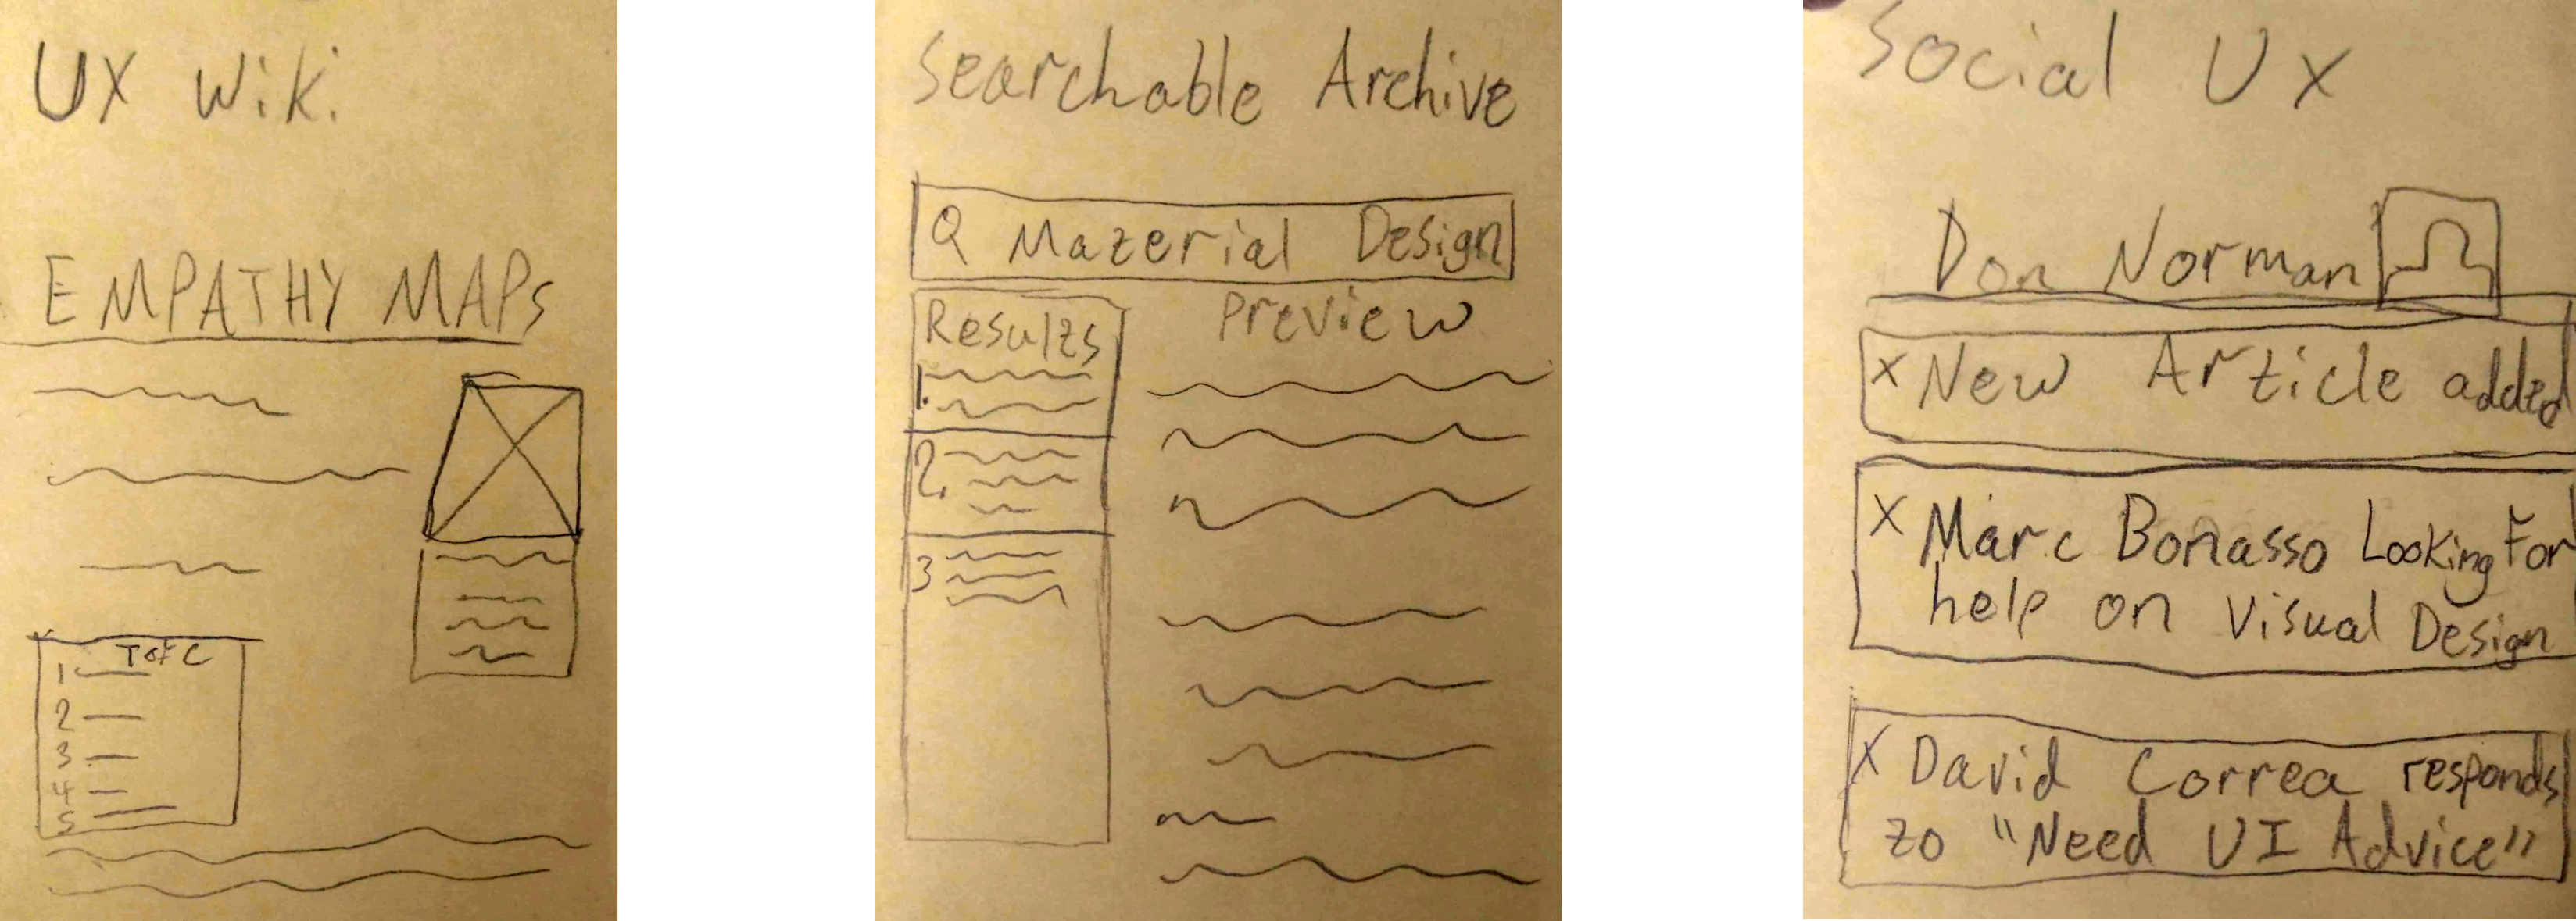 UX Wiki
EMPATHY MAPs
T of C
1
2
3
4
5
Searchable Archive
Material Design
Results
1.
2.
3
Preview
Social UX
Don Norman
x New Article added
x Marc Bonasso Looking For
help on Visual Design
x David Correa responds
to "Need UI Advice"